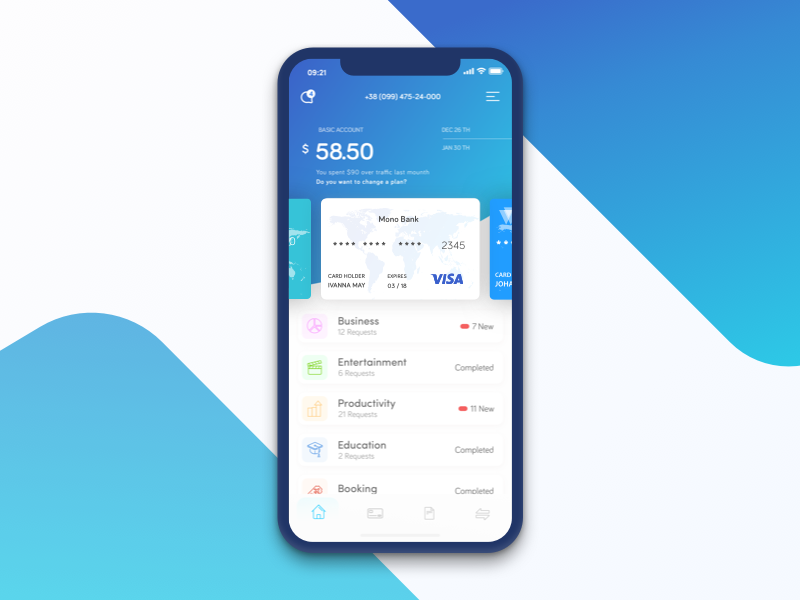 09:21
4
+38 (099) 475-24-000
BASIC ACCOUNT
DEC 26 TH
$ 58.50
JAN 30 TH
You spent $90 over traffic last mounth
Do you want to change a plan?
Mono Bank
**** **** **** 2345
CARD HOLDER EXPIRES
IVANNA MAY 03 / 18
VISA
CARD
JOHA
Business
12 Requests
7 New
Entertainment
6 Requests
Completed
Productivity
21 Requests
11 New
Education
2 Requests
Completed
Booking
Completed